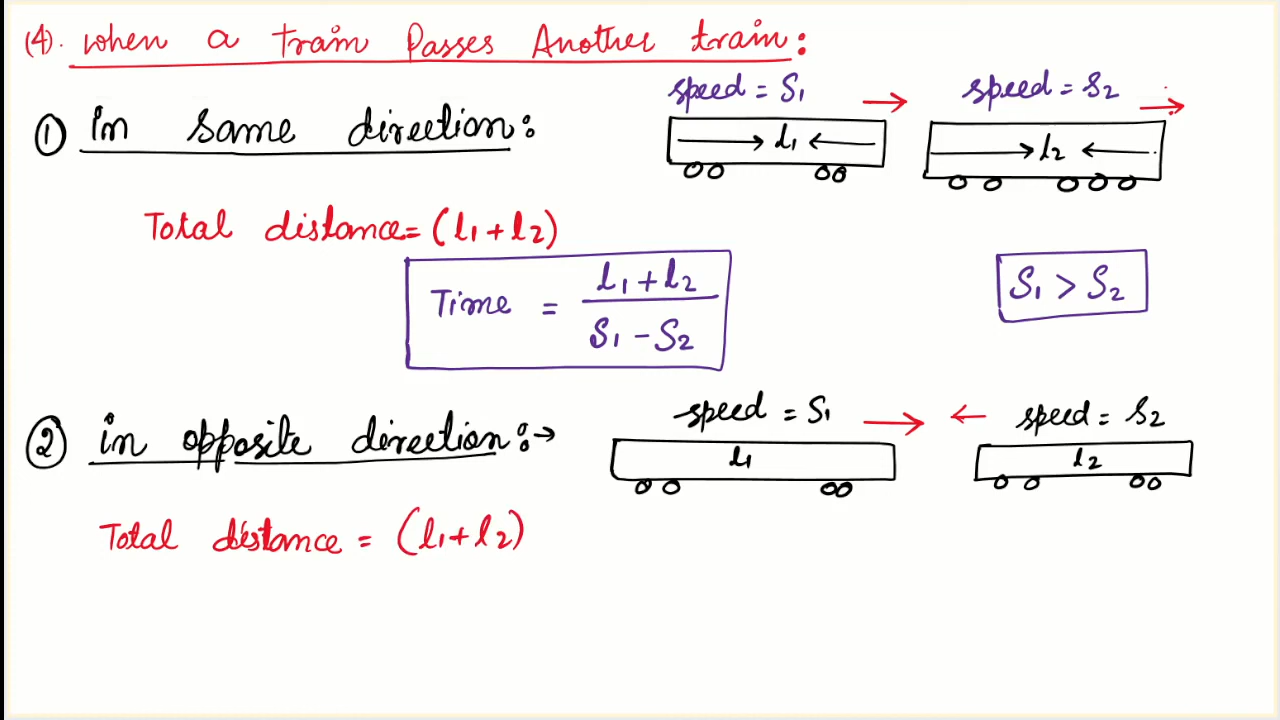 (4). when a train Passes Another train:
① in same direction:
speed = S₁
speed = S₂
l₁
l₂
Total distance = (l₁+l₂)
Time = (l₁+l₂)/(S₁-S₂)
S₁ > S₂
② in opposite direction:→
speed = S₁
speed = S₂
l₁
l₂
Total distance = (l₁+l₂)